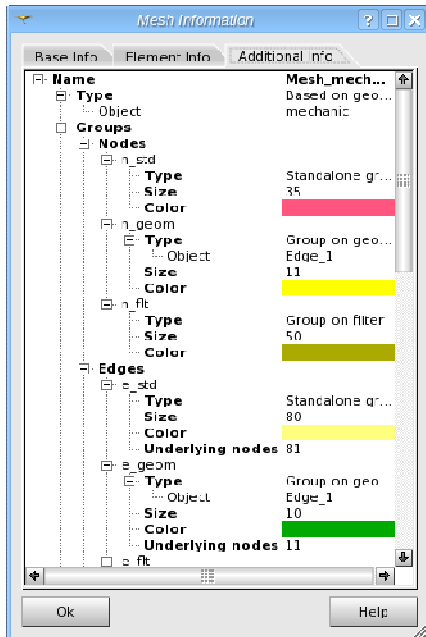 Mesh Information
Base Info Element Info Additional Info
Name Mesh_mech...
Type Based on geo...
Object mechanic
Groups
Nodes
n_std
Type Standalone gr...
Size 35
Color
n_geom
Type Group on geo...
Object Edge_1
Size 11
Color
n_flt
Type Group on filter
Size 50
Color
Edges
e_std
Type Standalone gr...
Size 80
Color
Underlying nodes 81
e_geom
Type Group on geo
Object Edge_1
Size 10
Color
Underlying nodes 11
e_flt
Ok Help